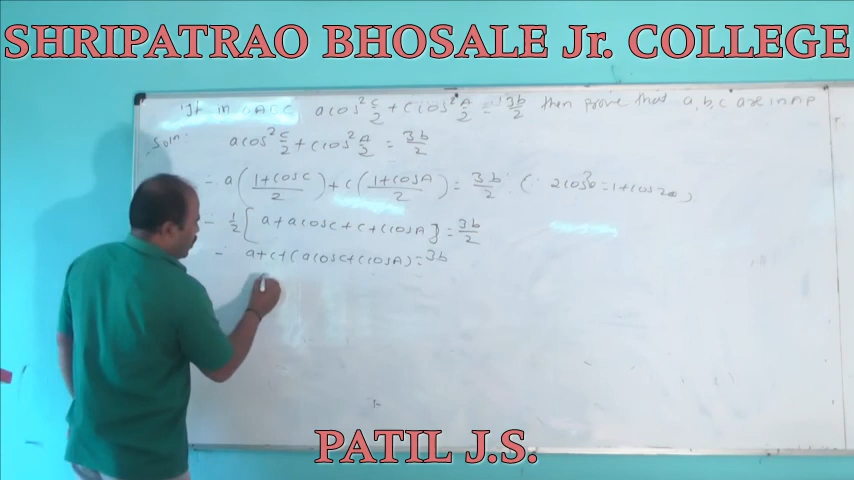 SHRIPATRAO BHOSALE Jr. COLLEGE
If in △ABC acos²C/2 + ccos²A/2 = 3b/2 then prove that a, b, c are in AP
Soln. acos²C/2 + ccos²A/2 = 3b/2
∴ a(1+cosC/2) + c(1+cosA/2) = 3b/2 (∵ 2cos²θ = 1+cos2θ)
∴ 1/2 [a+acosC+c+ccosA] = 3b/2
∴ a+c+(acosC+ccosA) = 3b
PATIL J.S.